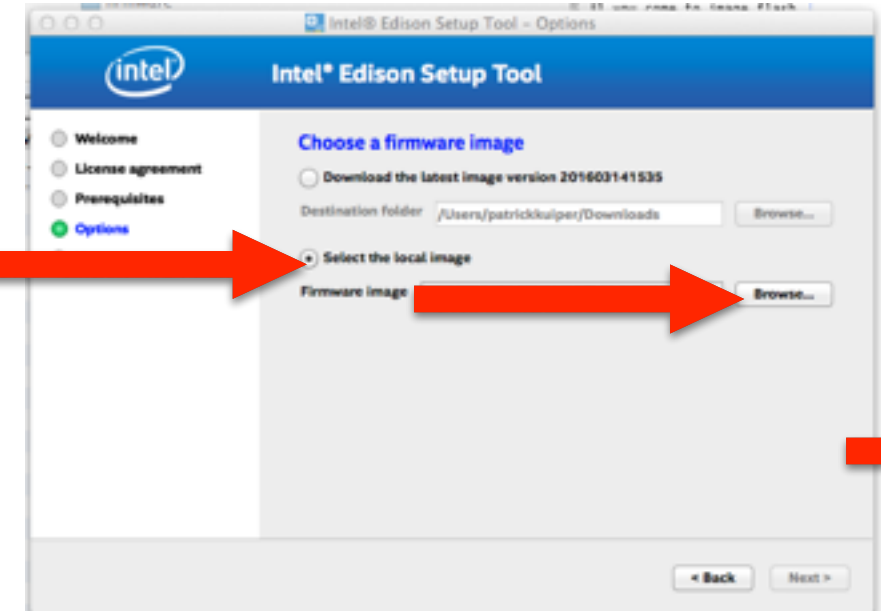 Intel® Edison Setup Tool – Options
intel
Intel® Edison Setup Tool
Welcome
License agreement
Prerequisites
Options
Choose a firmware image
Download the latest image version 201603141535
Destination folder /Users/patrickkuiper/Downloads Browse...
Select the local image
Firmware image Browse...
< Back Next >